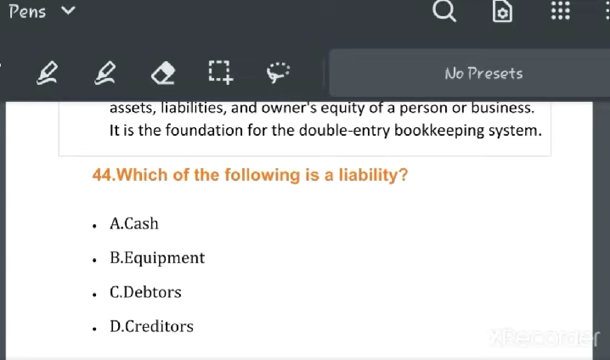 Pens
No Presets
assets, liabilities, and owner's equity of a person or business.
It is the foundation for the double-entry bookkeeping system.
44.Which of the following is a liability?
• A.Cash
• B.Equipment
• C.Debtors
• D.Creditors
XRecorder